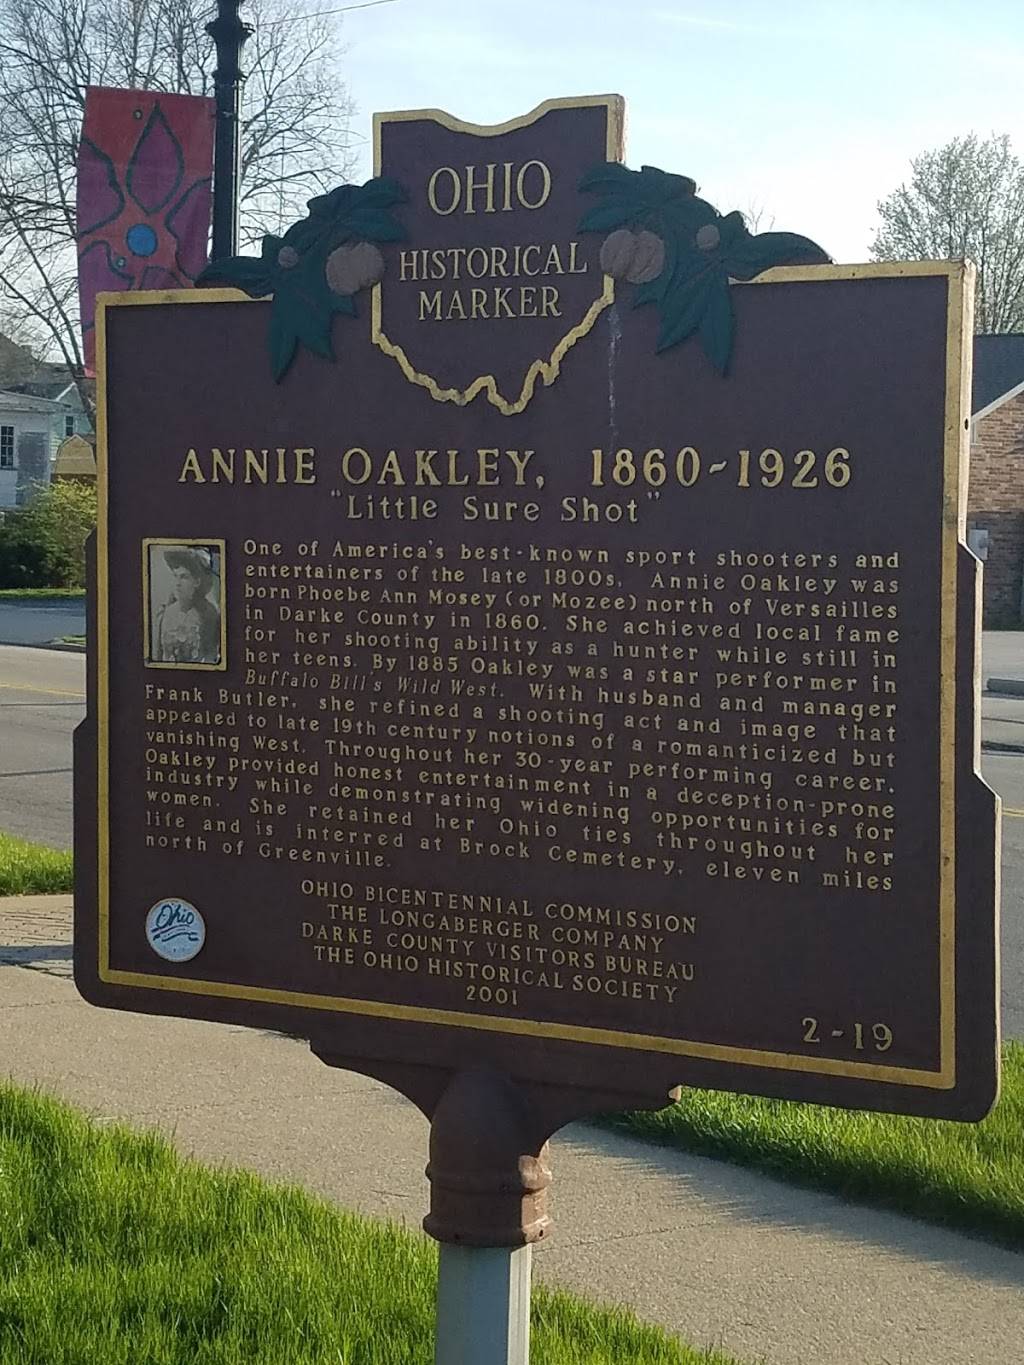 OHIO
HISTORICAL
MARKER
ANNIE OAKLEY, 1860~1926
"Little Sure Shot"
One of America's best-known sport shooters and
entertainers of the late 1800s, Annie Oakley was
born Phoebe Ann Mosey (or Mozee) north of Versailles
in Darke County in 1860. She achieved local fame
for her shooting ability as a hunter while still in
her teens. By 1885 Oakley was a star performer in
Buffalo Bill's Wild West. With husband and manager
Frank Butler, she refined a shooting act and image that
appealed to late 19th century notions of a romanticized but
vanishing West. Throughout her 30-year performing career,
Oakley provided honest entertainment in a deception-prone
industry while demonstrating widening opportunities for
women. She retained her Ohio ties throughout her
life and is interred at Brock Cemetery, eleven miles
north of Greenville.
OHIO BICENTENNIAL COMMISSION
THE LONGABERGER COMPANY
DARKE COUNTY VISITORS BUREAU
THE OHIO HISTORICAL SOCIETY
2001
Ohio
2-19